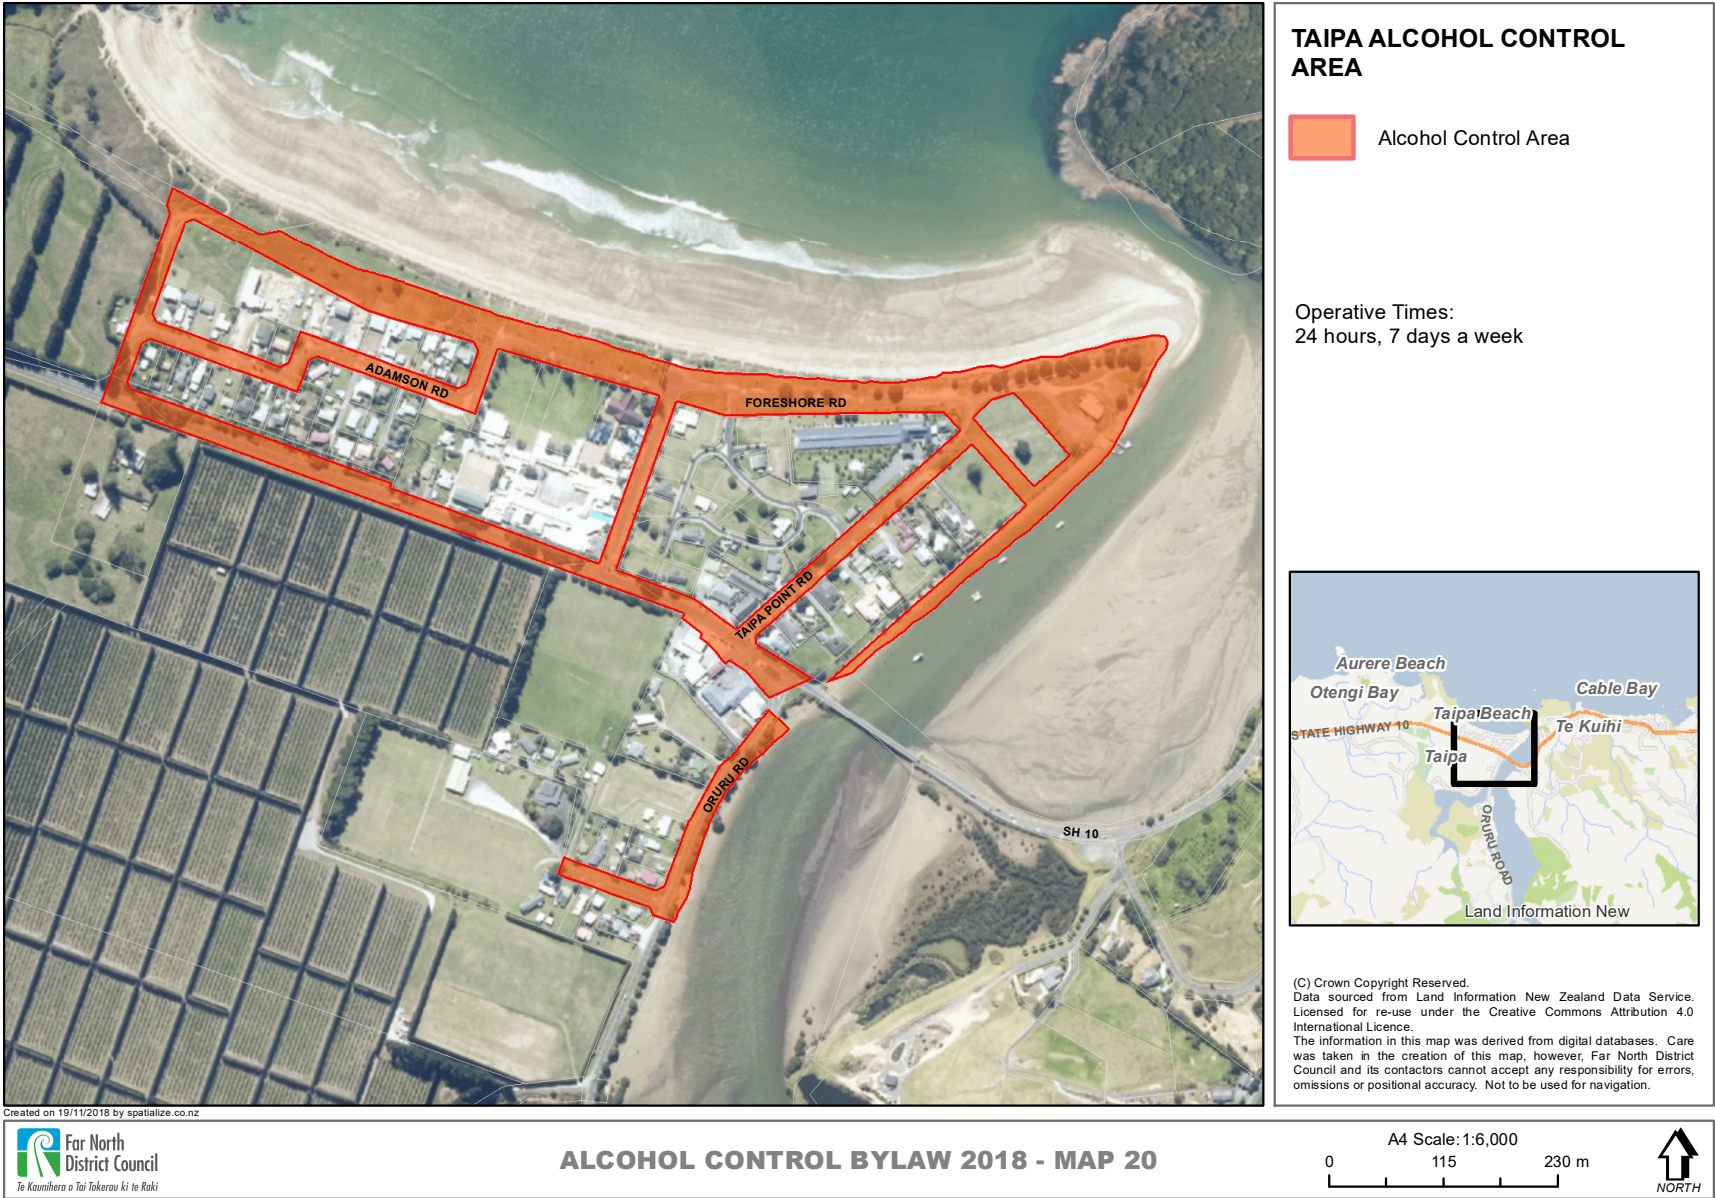 TAIPA ALCOHOL CONTROL
AREA
Alcohol Control Area
Operative Times:
24 hours, 7 days a week
ADAMSON RD
FORESHORE RD
TAIPA POINT RD
ORURU RD
SH 10
Aurere Beach
Otengi Bay
Cable Bay
Taipa Beach
Te Kuihi
STATE HIGHWAY 10
Taipa
ORURU ROAD
Land Information New
(C) Crown Copyright Reserved.
Data sourced from Land Information New Zealand Data Service.
Licensed for re-use under the Creative Commons Attribution 4.0
International Licence.
The information in this map was derived from digital databases. Care
was taken in the creation of this map, however, Far North District
Council and its contactors cannot accept any responsibility for errors,
omissions or positional accuracy. Not to be used for navigation.
Created on 19/11/2018 by spatialize.co.nz
Far North
District Council
Te Kaunihera o Tai Tokerau ki te Raki
ALCOHOL CONTROL BYLAW 2018 - MAP 20
A4 Scale: 1:6,000
0 115 230 m
NORTH